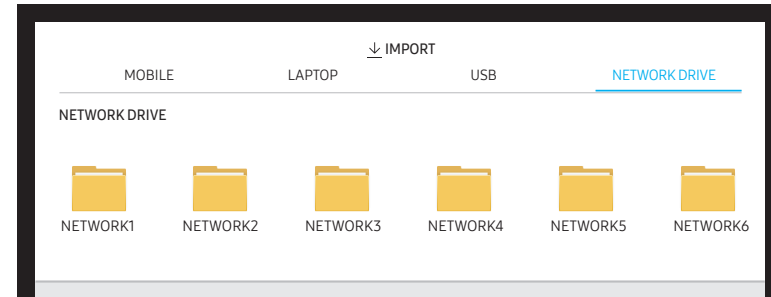 IMPORT
MOBILE LAPTOP USB NETWORK DRIVE
NETWORK DRIVE
NETWORK1 NETWORK2 NETWORK3 NETWORK4 NETWORK5 NETWORK6